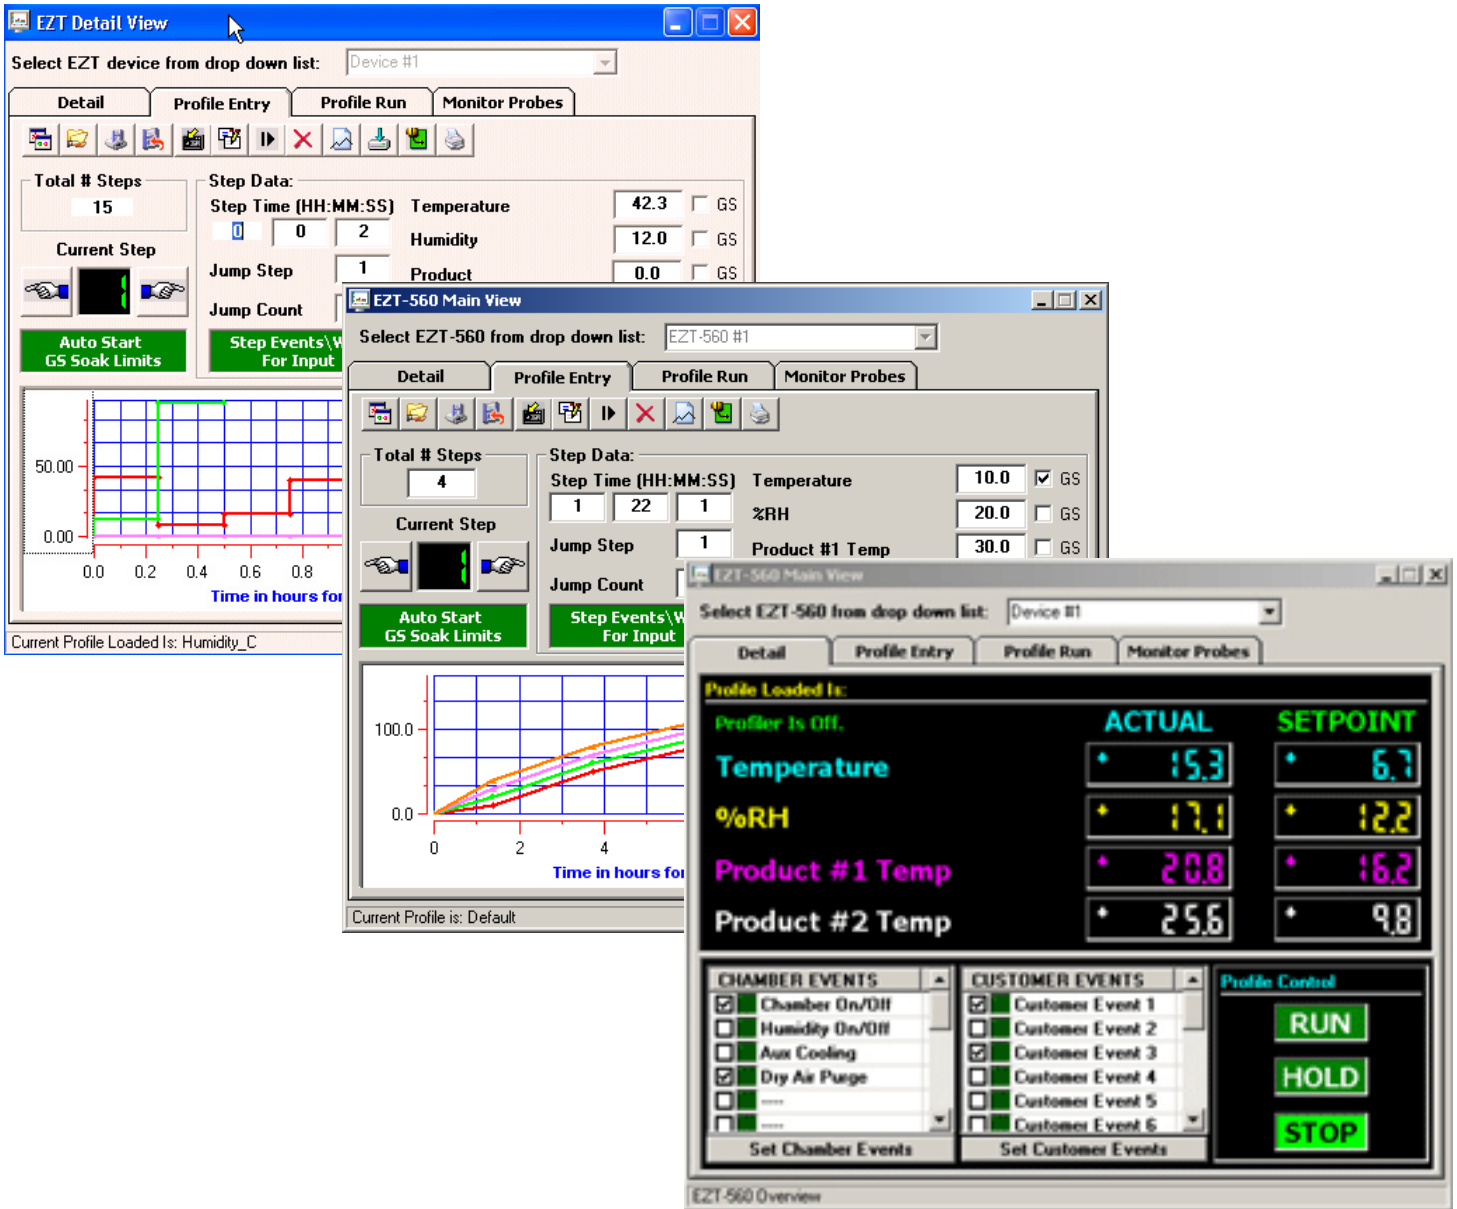 EZT Detail View
Select EZT device from drop down list: Device #1
Detail Profile Entry Profile Run Monitor Probes
Total # Steps
15
Current Step
1
Auto Start
GS Soak Limits
Step Data:
Step Time (HH:MM:SS)
0 0 2
Jump Step 1
Jump Count
Step Events\W
For Input
Temperature 42.3 GS
Humidity 12.0 GS
Product 0.0 GS
50.00
0.00
0.0 0.2 0.4 0.6 0.8
Time in hours for
Current Profile Loaded Is: Humidity_C
EZT-560 Main View
Select EZT-560 from drop down list: EZT-560 #1
Detail Profile Entry Profile Run Monitor Probes
Total # Steps
4
Current Step
1
Auto Start
GS Soak Limits
Step Data:
Step Time (HH:MM:SS)
1 22 1
Jump Step 1
Jump Count
Step Events\W
For Input
Temperature 10.0 GS
%RH 20.0 GS
Product #1 Temp 30.0 GS
100.0
0.0
0 2 4
Time in hours for
Current Profile is: Default
EZT-560 Main View
Select EZT-560 from drop down list: Device #1
Detail Profile Entry Profile Run Monitor Probes
Profile Loaded Is:
Profiler Is Off. ACTUAL SETPOINT
Temperature + 15.3 + 6.7
%RH + 17.1 + 12.2
Product #1 Temp + 20.8 + 16.2
Product #2 Temp + 25.6 + 9.8
CHAMBER EVENTS
Chamber On/Off
Humidity On/Off
Aux Cooling
Dry Air Purge
----
----
Set Chamber Events
CUSTOMER EVENTS
Customer Event 1
Customer Event 2
Customer Event 3
Customer Event 4
Customer Event 5
Customer Event 6
Set Customer Events
Profile Control
RUN
HOLD
STOP
EZT-560 Overview